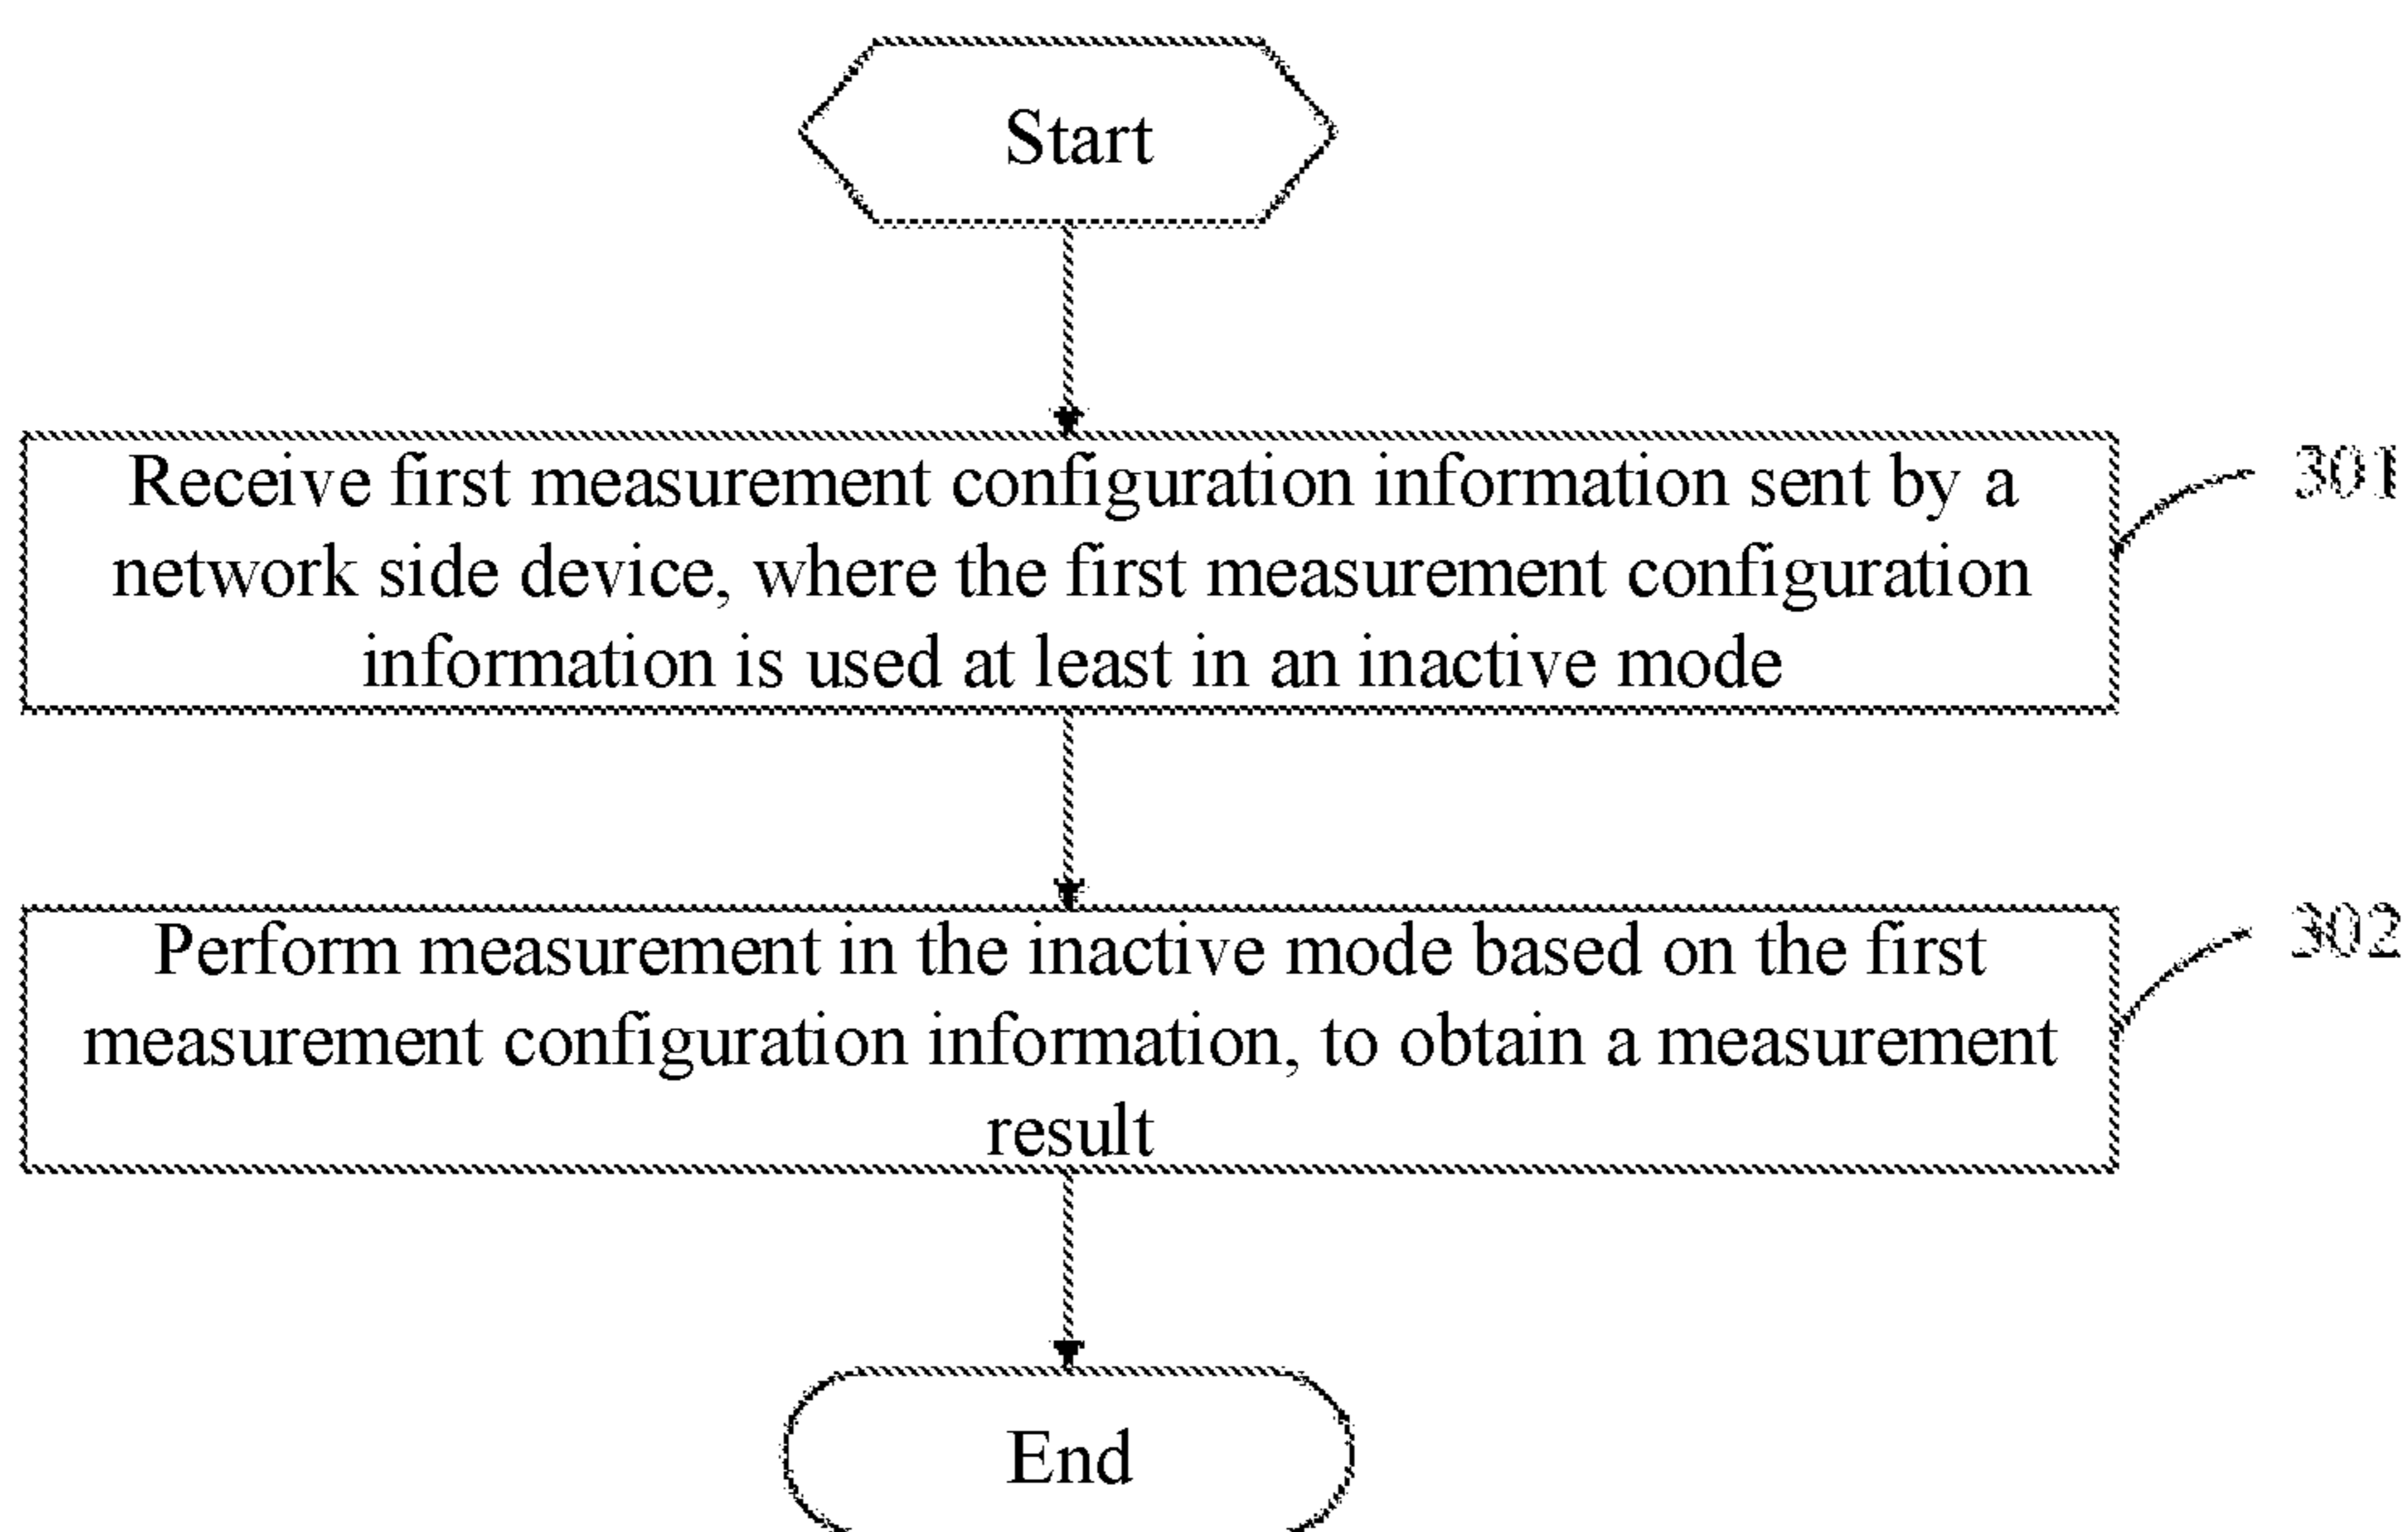 Start
Receive first measurement configuration information sent by a
301
network side device, where the first measurement configuration
information is used at least in an inactive mode
Perform measurement in the inactive mode based on the first
302
measurement configuration information, to obtain a measurement
result
End